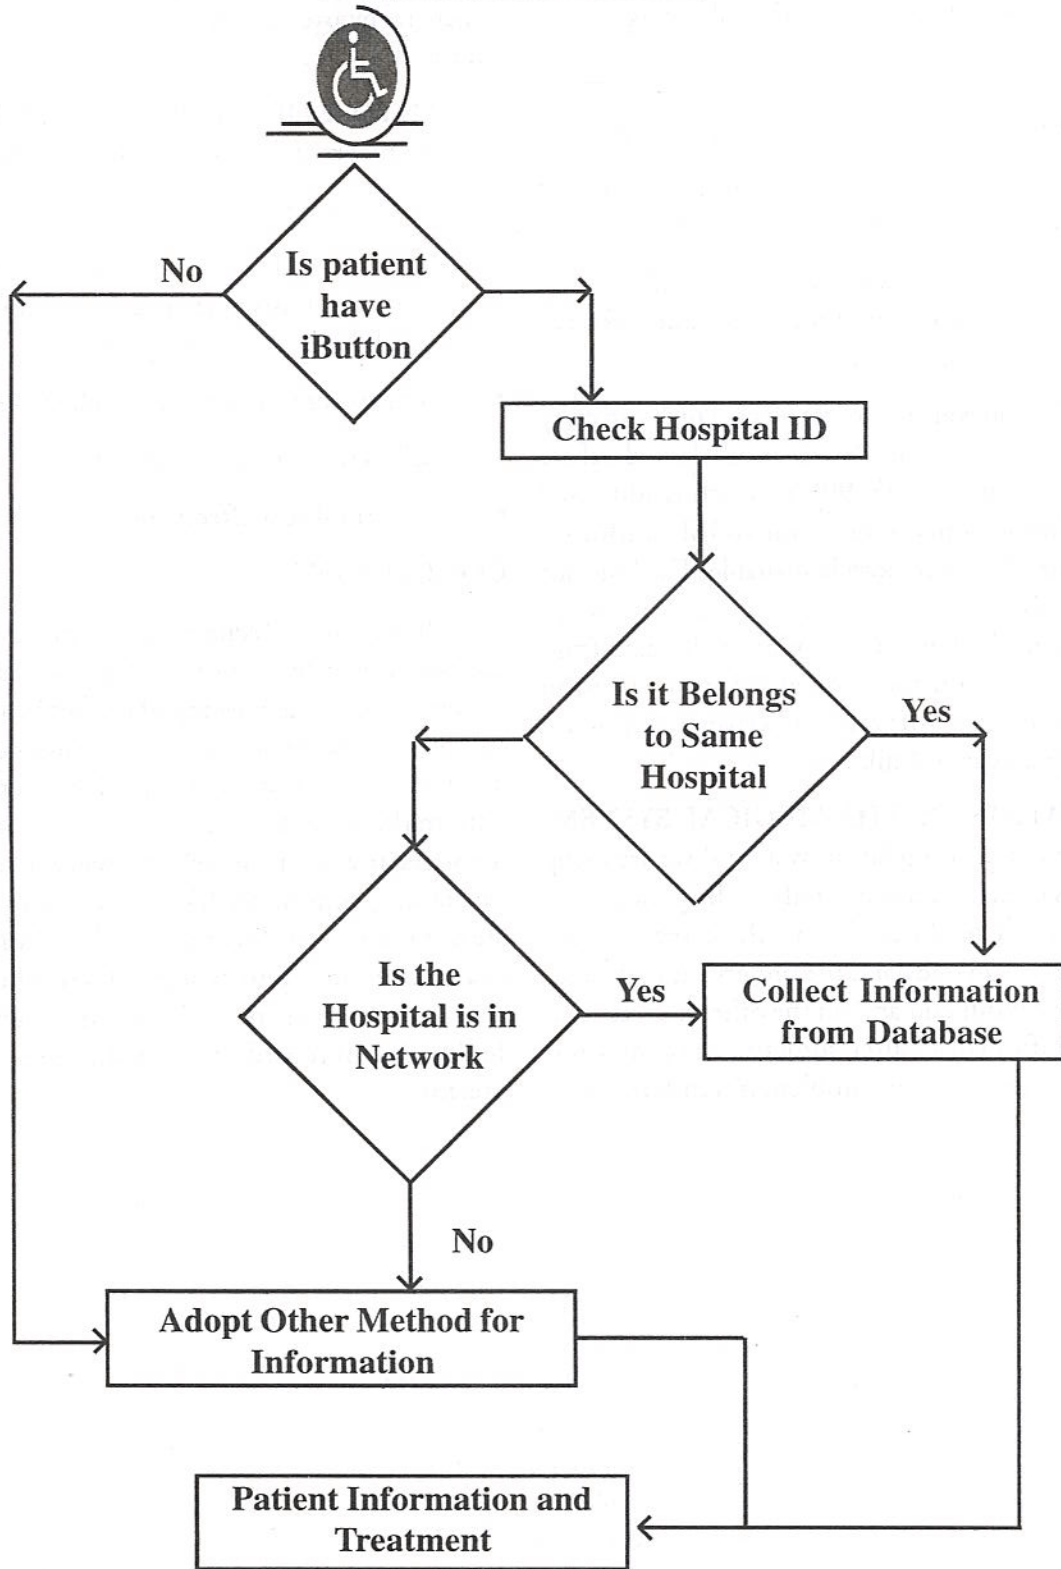 No
Is patient
have
iButton
Check Hospital ID
Is it Belongs
to Same
Hospital
Yes
Is the
Hospital is in
Network
Yes
Collect Information
from Database
No
Adopt Other Method for
Information
Patient Information and
Treatment